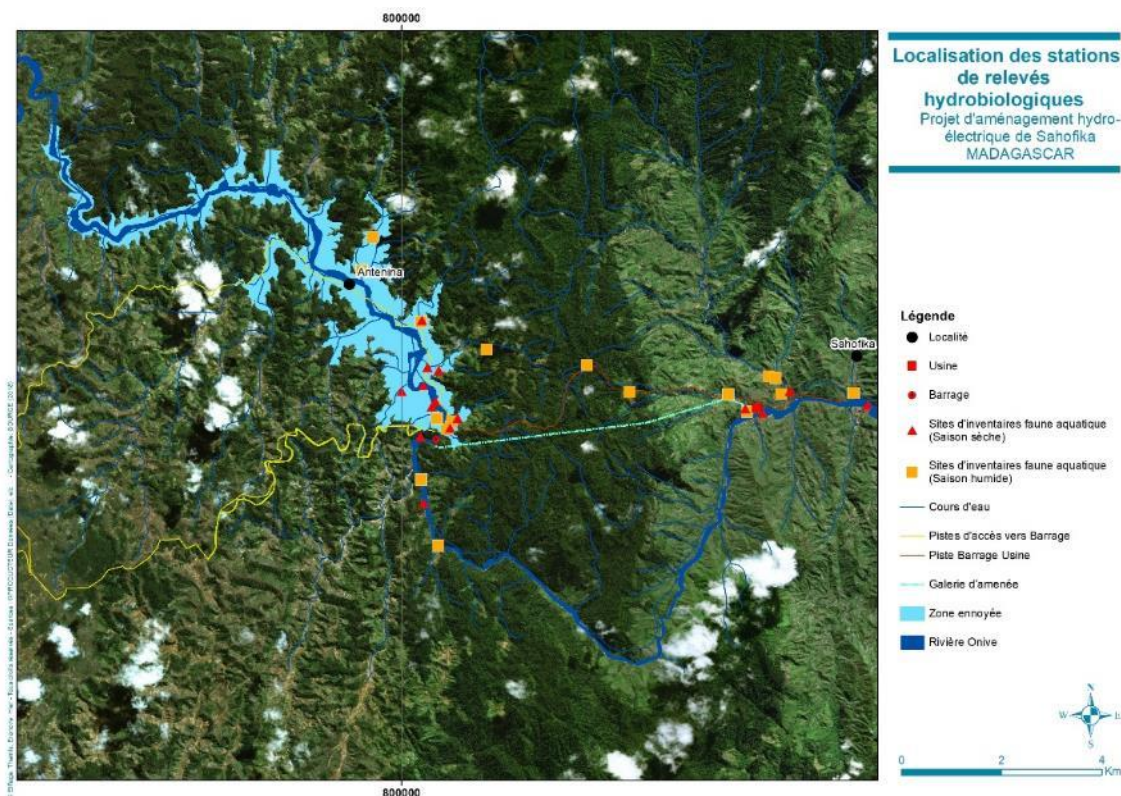 800000
Localisation des stations
de relevés
hydrobiologiques
Projet d'aménagement hydro-
électrique de Sahofika
MADAGASCAR
Antenina
Sahofika
Légende
Localité
Usine
Barrage
Sites d'inventaires faune aquatique
(Saison sèche)
Sites d'inventaires faune aquatique
(Saison humide)
Cours d'eau
Pistes d'accès vers Barrage
Piste Barrage Usine
Galerie d'amenée
Zone ennoyée
Rivière Onive
N
W
E
S
0
2
4
Km
800000